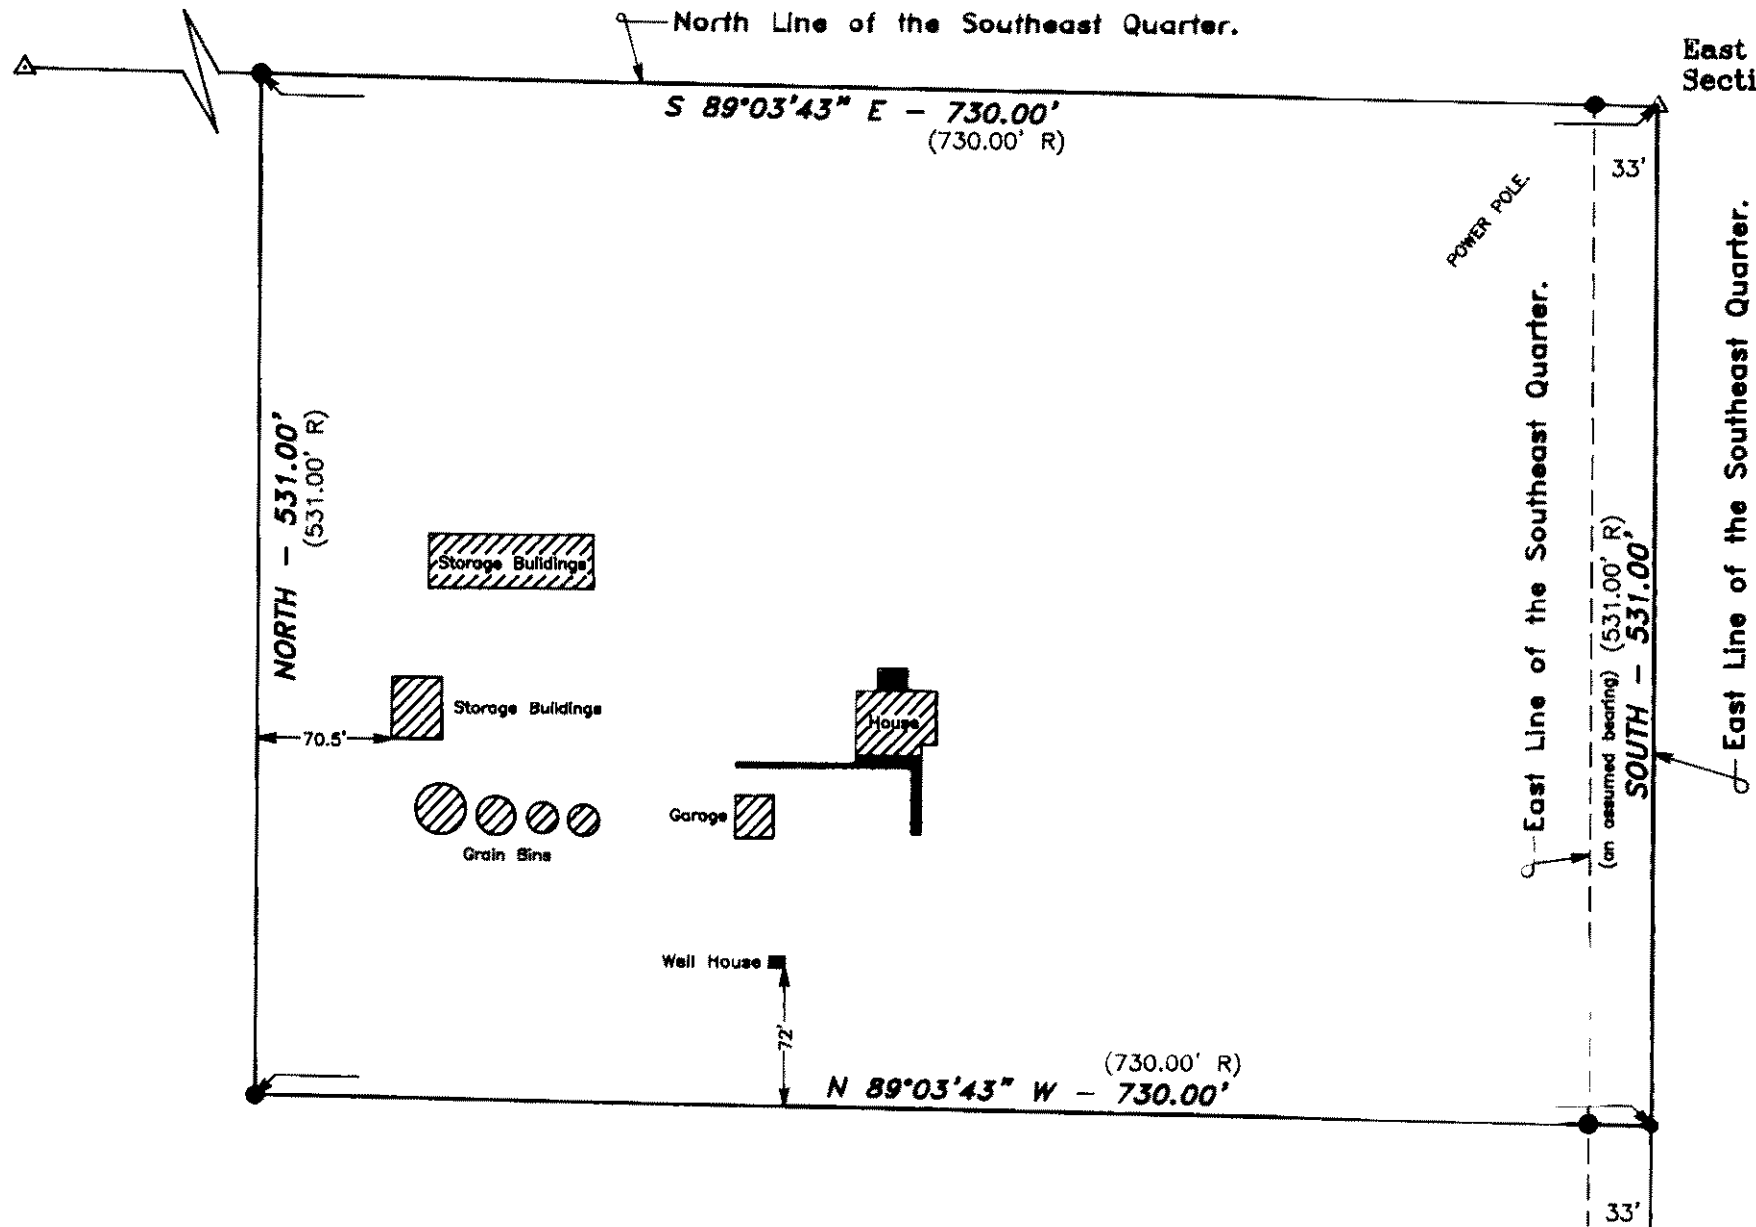 North Line of the Southeast Quarter.
East
Secti
S 89°03'43" E - 730.00'
(730.00' R)
33'
POWER POLE.
East Line of the Southeast Quarter.
East Line of the Southeast Quarter.
NORTH - 531.00'
(531.00' R)
(an assumed bearing) (531.00' R)
SOUTH - 531.00'
Storage Buildings
Storage Buildings
House
70.5'
Garage
Grain Bins
Well House
72'
(730.00' R)
N 89°03'43" W - 730.00'
33'